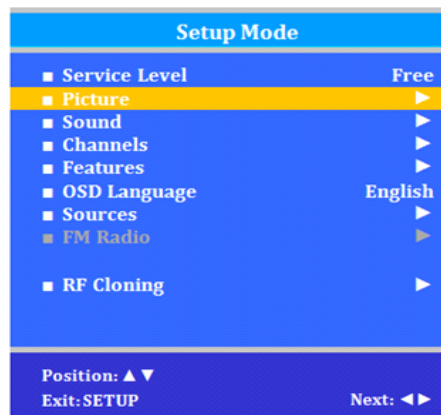 Setup Mode
■ Service Level Free
■ Picture ▶
■ Sound ▶
■ Channels ▶
■ Features ▶
■ OSD Language English
■ Sources ▶
■ FM Radio ▶
■ RF Cloning ▶
Position: ▲▼
Exit: SETUP Next: ◀▶